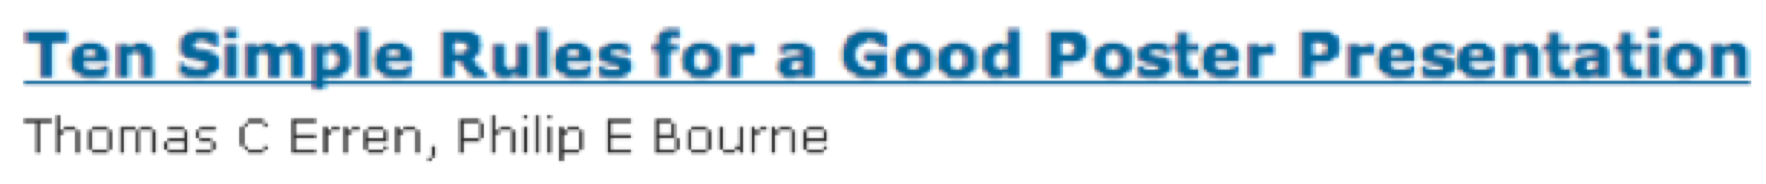 Ten Simple Rules for a Good Poster Presentation
Thomas C Erren, Philip E Bourne